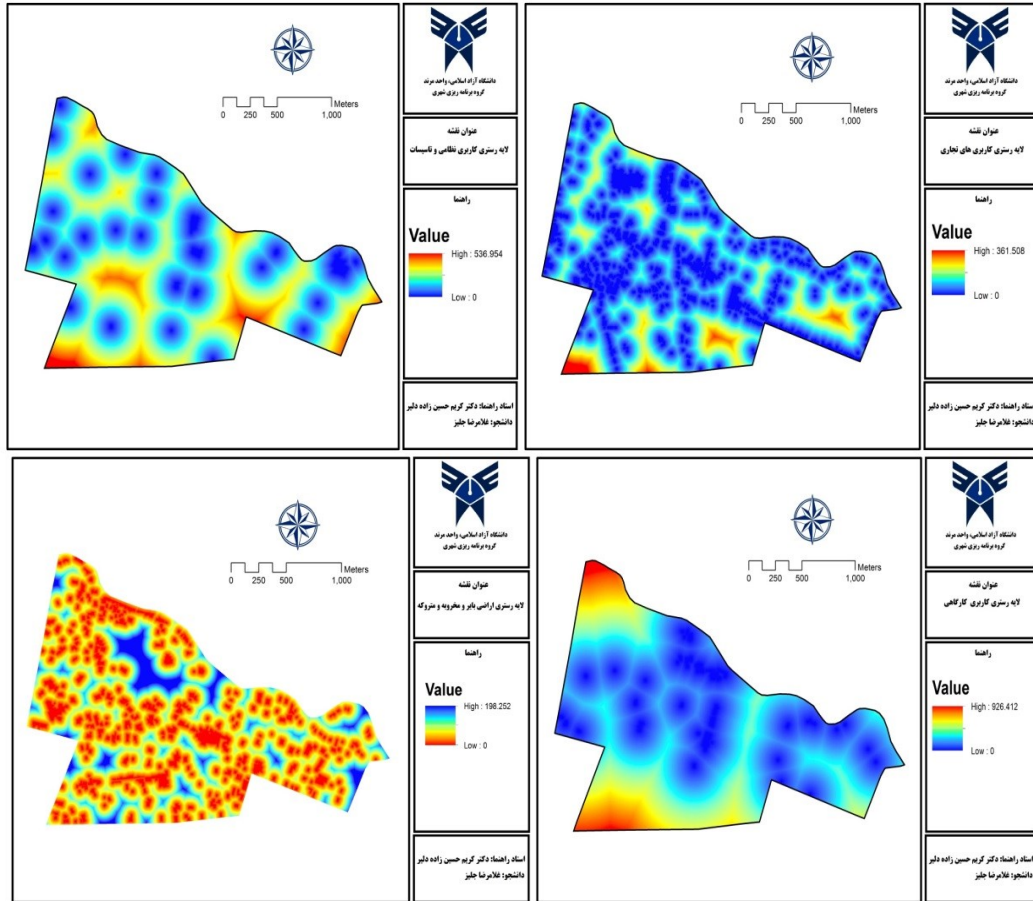 Meters
0 250 500 1,000
دانشگاه آزاد اسلامی، واحد مرند
گروه برنامه ریزی شهری
عنوان نقشه
لایه رستری کاربری نظامی و تاسیسات
راهنما
Value
High : 536.954
Low : 0
استاد راهنما: دکتر کریم حسین زاده دلیر
دانشجو: غلامرضا جلیز
Meters
0 250 500 1,000
دانشگاه آزاد اسلامی، واحد مرند
گروه برنامه ریزی شهری
عنوان نقشه
لایه رستری کاربری های تجاری
راهنما
Value
High : 361.508
Low : 0
استاد راهنما: دکتر کریم حسین زاده دلیر
دانشجو: غلامرضا جلیز
Meters
0 250 500 1,000
دانشگاه آزاد اسلامی، واحد مرند
گروه برنامه ریزی شهری
عنوان نقشه
لایه رستری اراضی بایر و مخروبه و متروکه
راهنما
Value
High : 198.252
Low : 0
استاد راهنما: دکتر کریم حسین زاده دلیر
دانشجو: غلامرضا جلیز
Meters
0 250 500 1,000
دانشگاه آزاد اسلامی، واحد مرند
گروه برنامه ریزی شهری
عنوان نقشه
لایه رستری کاربری کارگاهی
راهنما
Value
High : 926.412
Low : 0
استاد راهنما: دکتر کریم حسین زاده دلیر
دانشجو: غلامرضا جلیز